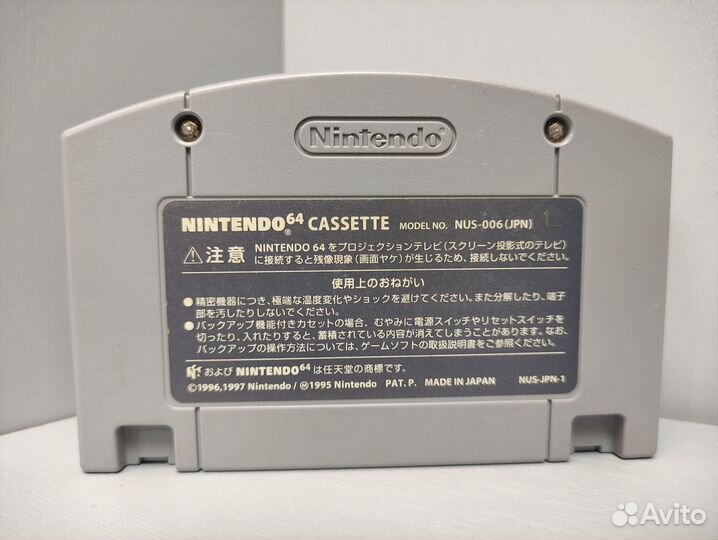 Nintendo®
NINTENDO⁶⁴® CASSETTE MODEL NO. NUS-006(JPN)
⚠注意 NINTENDO 64 をプロジェクションテレビ(スクリーン投影式のテレビ)
に接続すると残像現象(画面ヤケ)が生じるため、接続しないでください。
使用上のおねがい
●精密機器につき、極端な温度変化やショックを避けてください。また分解したり、端子
部を汚したりしないでください。
●バックアップ機能付きカセットの場合、むやみに電源スイッチやリセットスイッチを
切ったり、入れたりすると、蓄積されている内容が消えてしまうことがあります。なお、
バックアップの操作方法については、ゲームソフトの取扱説明書をご参照ください。
および NINTENDO⁶⁴ は任天堂の商標です。
©1996,1997 Nintendo / Ⓜ1995 Nintendo PAT. P. MADE IN JAPAN NUS-JPN-1
Avito